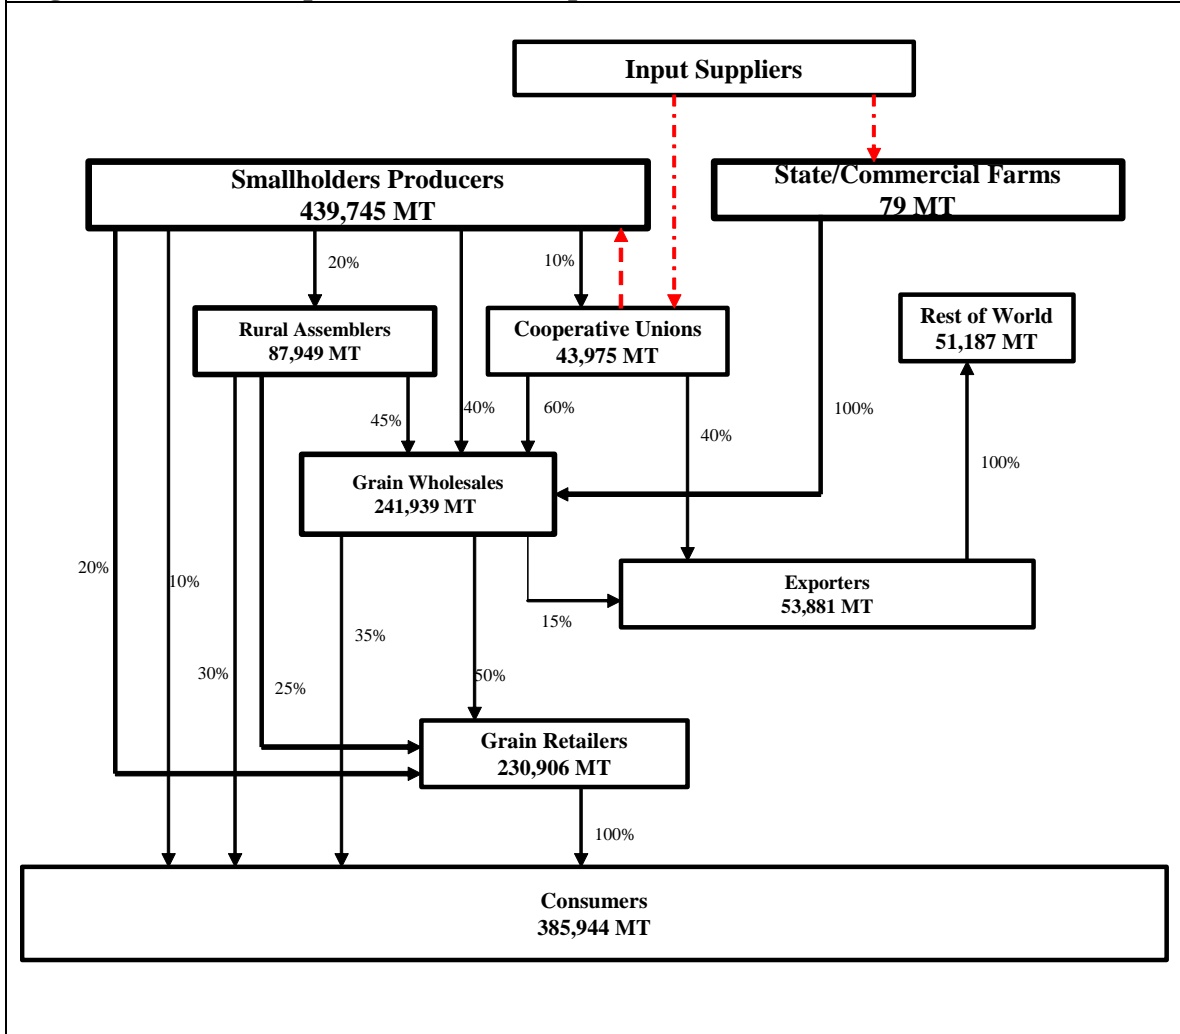 Input Suppliers
Smallholders Producers
439,745 MT
State/Commercial Farms
79 MT
20%
10%
Rural Assemblers
87,949 MT
Cooperative Unions
43,975 MT
Rest of World
51,187 MT
45%
40%
60%
100%
40%
100%
Grain Wholesales
241,939 MT
20%
10%
Exporters
53,881 MT
15%
35%
30%
25%
50%
Grain Retailers
230,906 MT
100%
Consumers
385,944 MT